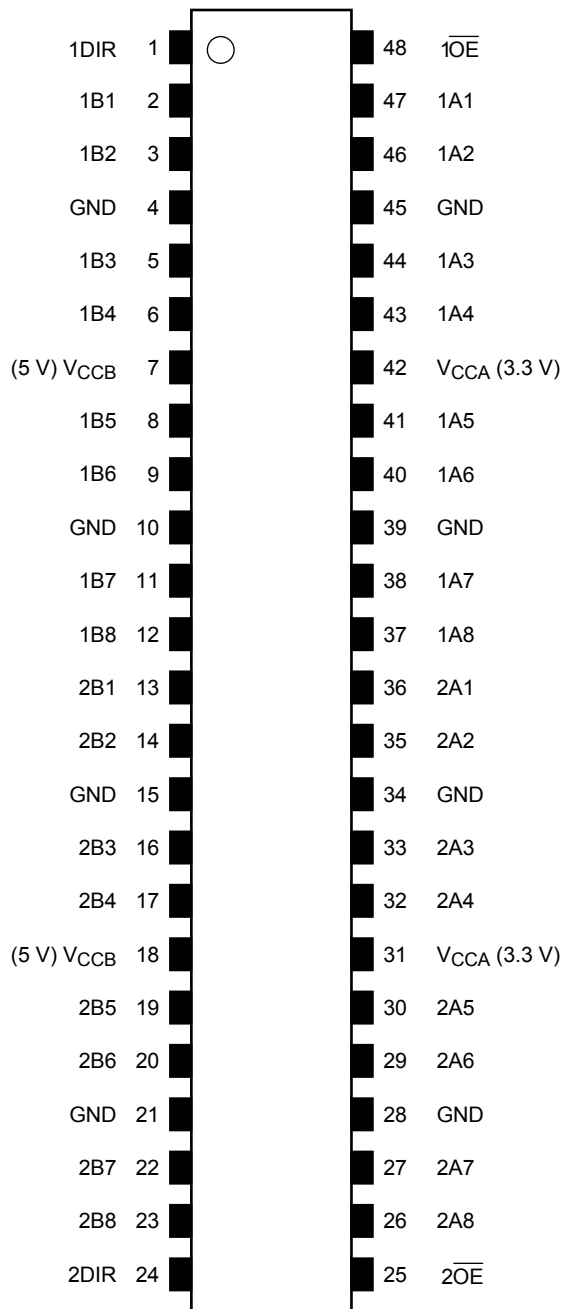 1DIR 1 48 1O̅E̅
1B1 2 47 1A1
1B2 3 46 1A2
GND 4 45 GND
1B3 5 44 1A3
1B4 6 43 1A4
(5 V) VCCB 7 42 VCCA (3.3 V)
1B5 8 41 1A5
1B6 9 40 1A6
GND 10 39 GND
1B7 11 38 1A7
1B8 12 37 1A8
2B1 13 36 2A1
2B2 14 35 2A2
GND 15 34 GND
2B3 16 33 2A3
2B4 17 32 2A4
(5 V) VCCB 18 31 VCCA (3.3 V)
2B5 19 30 2A5
2B6 20 29 2A6
GND 21 28 GND
2B7 22 27 2A7
2B8 23 26 2A8
2DIR 24 25 2O̅E̅